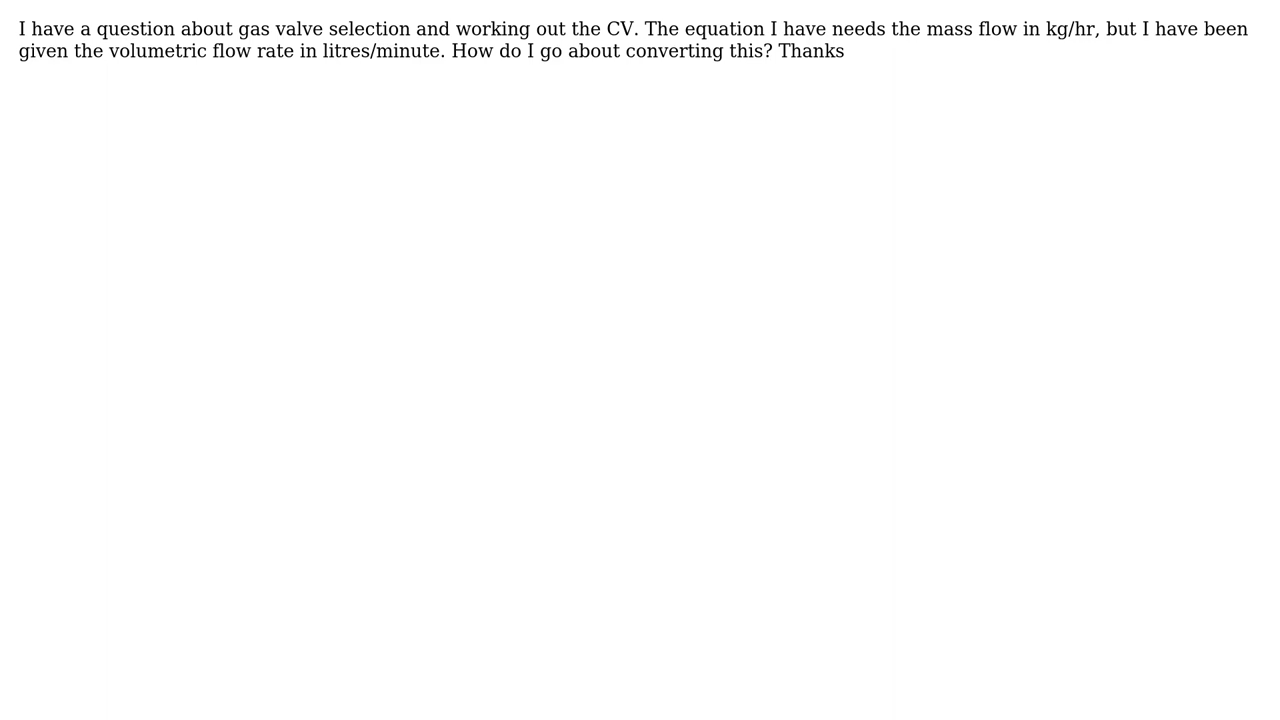 I have a question about gas valve selection and working out the CV. The equation I have needs the mass flow in kg/hr, but I have been
given the volumetric flow rate in litres/minute. How do I go about converting this? Thanks